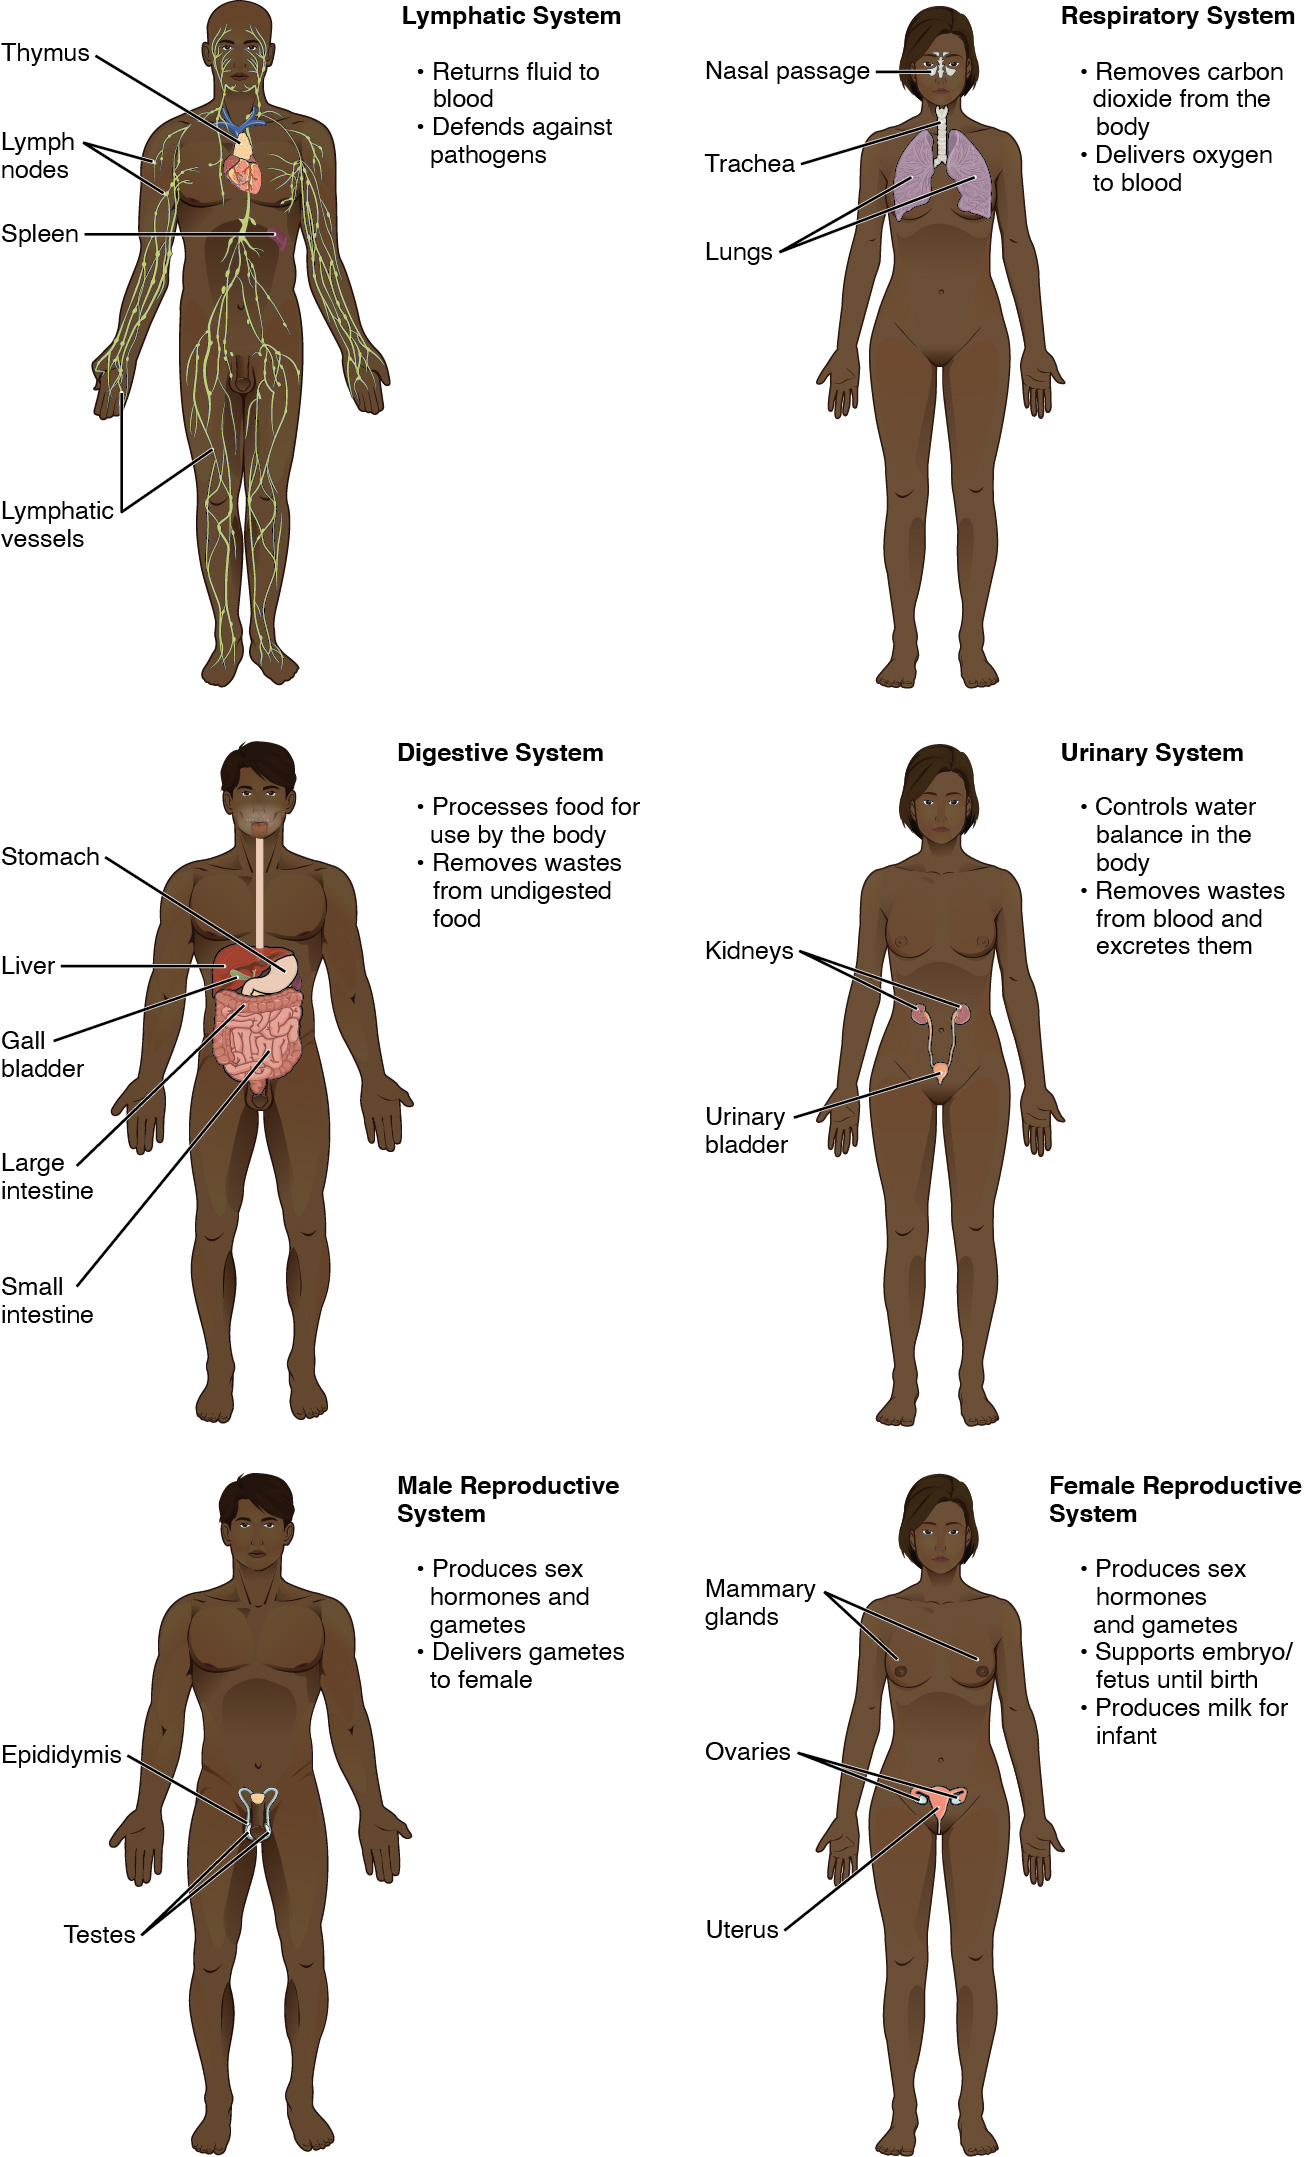 Lymphatic System
Thymus
Lymph
nodes
Spleen
Lymphatic
vessels
• Returns fluid to
blood
• Defends against
pathogens
Respiratory System
Nasal passage
Trachea
Lungs
• Removes carbon
dioxide from the
body
• Delivers oxygen
to blood
Digestive System
Stomach
Liver
Gall
bladder
Large
intestine
Small
intestine
• Processes food for
use by the body
• Removes wastes
from undigested
food
Urinary System
Kidneys
Urinary
bladder
• Controls water
balance in the
body
• Removes wastes
from blood and
excretes them
Male Reproductive
System
Epididymis
Testes
• Produces sex
hormones and
gametes
• Delivers gametes
to female
Female Reproductive
System
Mammary
glands
Ovaries
Uterus
• Produces sex
hormones
and gametes
• Supports embryo/
fetus until birth
• Produces milk for
infant